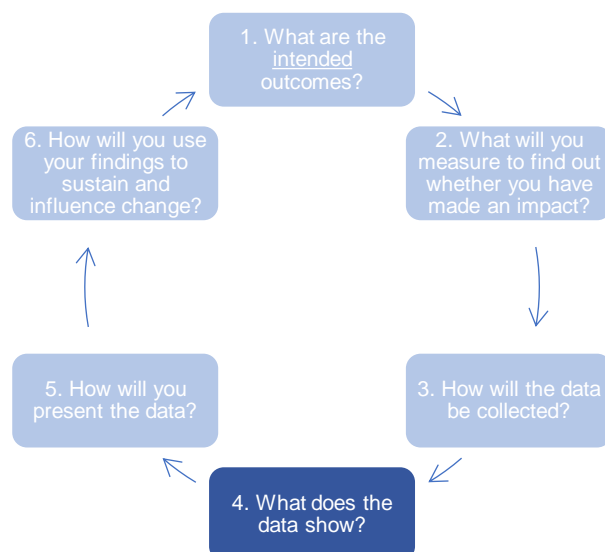 1. What are the
intended
outcomes?
2. What will you
measure to find out
whether you have
made an impact?
3. How will the data
be collected?
4. What does the
data show?
5. How will you
present the data?
6. How will you use
your findings to
sustain and
influence change?